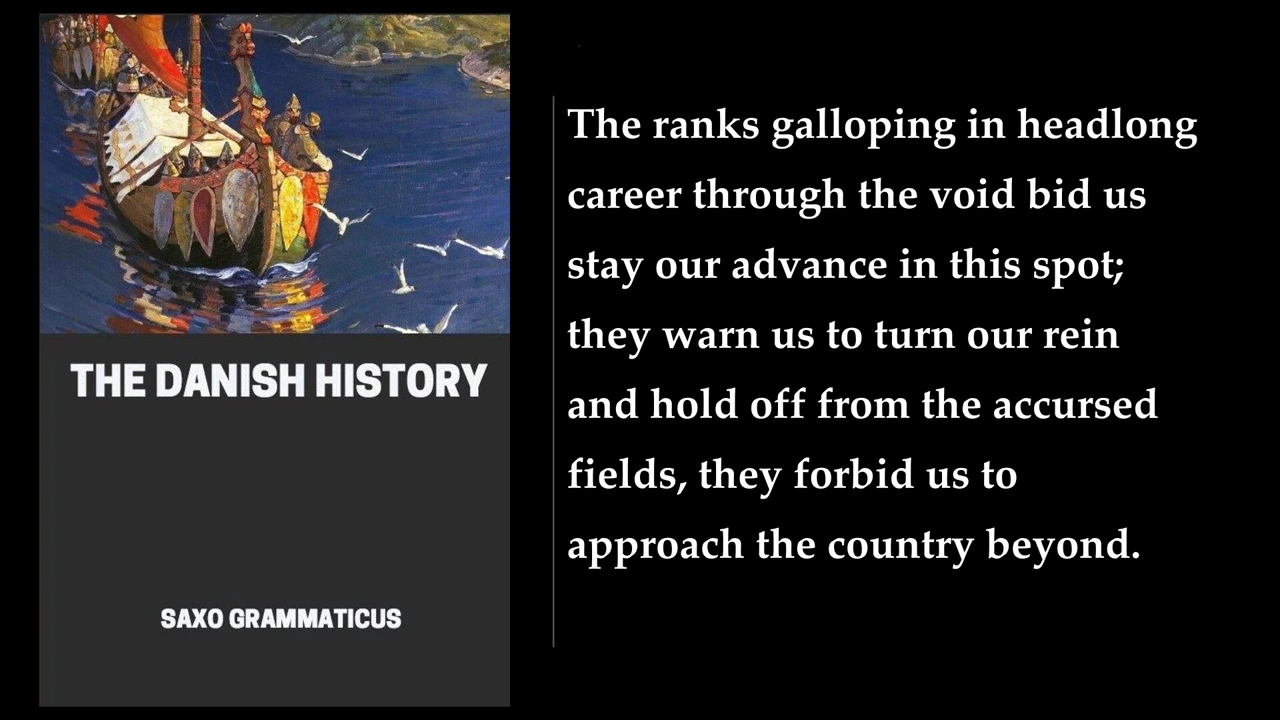 THE DANISH HISTORY
SAXO GRAMMATICUS
The ranks galloping in headlong
career through the void bid us
stay our advance in this spot;
they warn us to turn our rein
and hold off from the accursed
fields, they forbid us to
approach the country beyond.